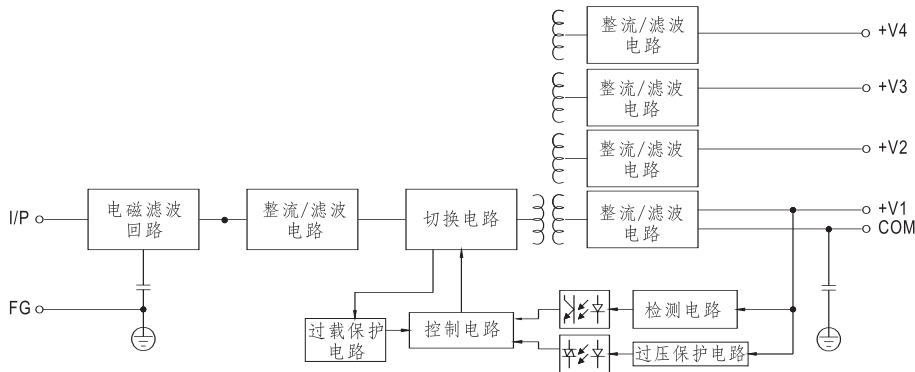 整流/滤波
电路
+V4
整流/滤波
电路
+V3
整流/滤波
电路
+V2
I/P
电磁滤波
回路
整流/滤波
电路
切换电路
整流/滤波
电路
+V1
COM
FG
过载保护
电路
控制电路
检测电路
过压保护电路